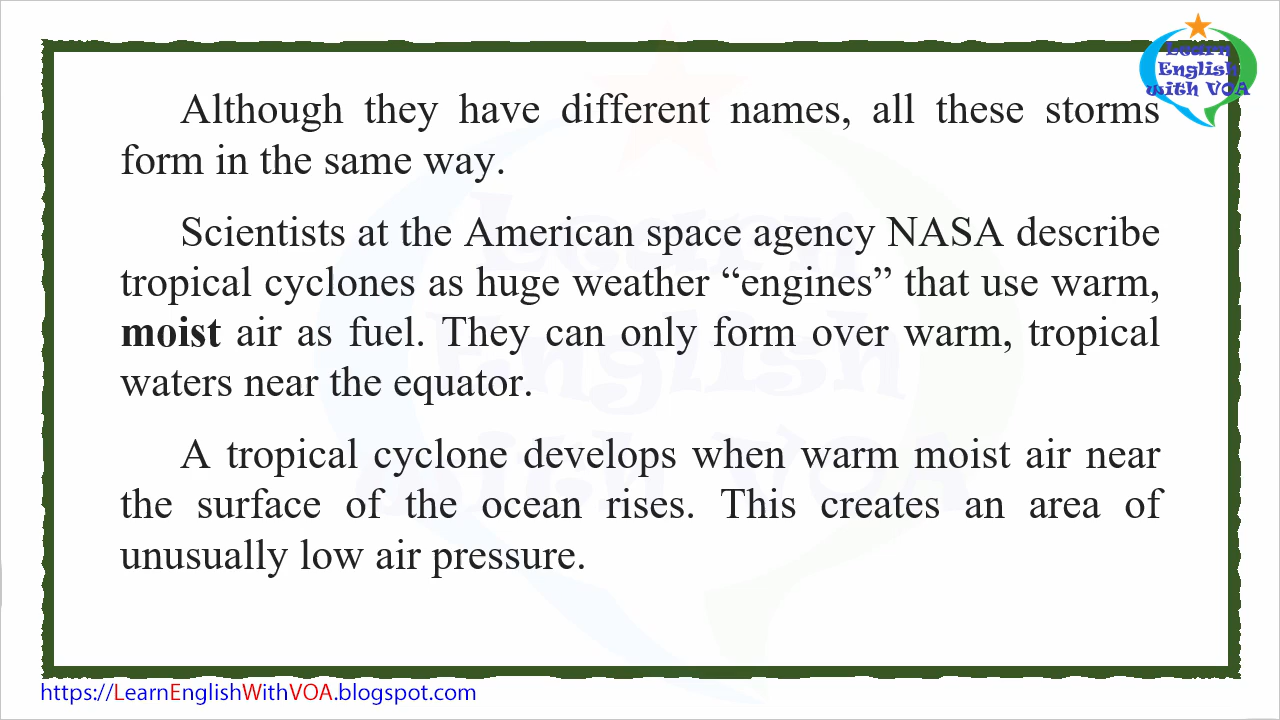 Learn
English
with VOA
Although they have different names, all these storms
form in the same way.
Scientists at the American space agency NASA describe
tropical cyclones as huge weather “engines” that use warm,
moist air as fuel. They can only form over warm, tropical
waters near the equator.
A tropical cyclone develops when warm moist air near
the surface of the ocean rises. This creates an area of
unusually low air pressure.
Learn
English
with VOA
https://LearnEnglishWithVOA.blogspot.com